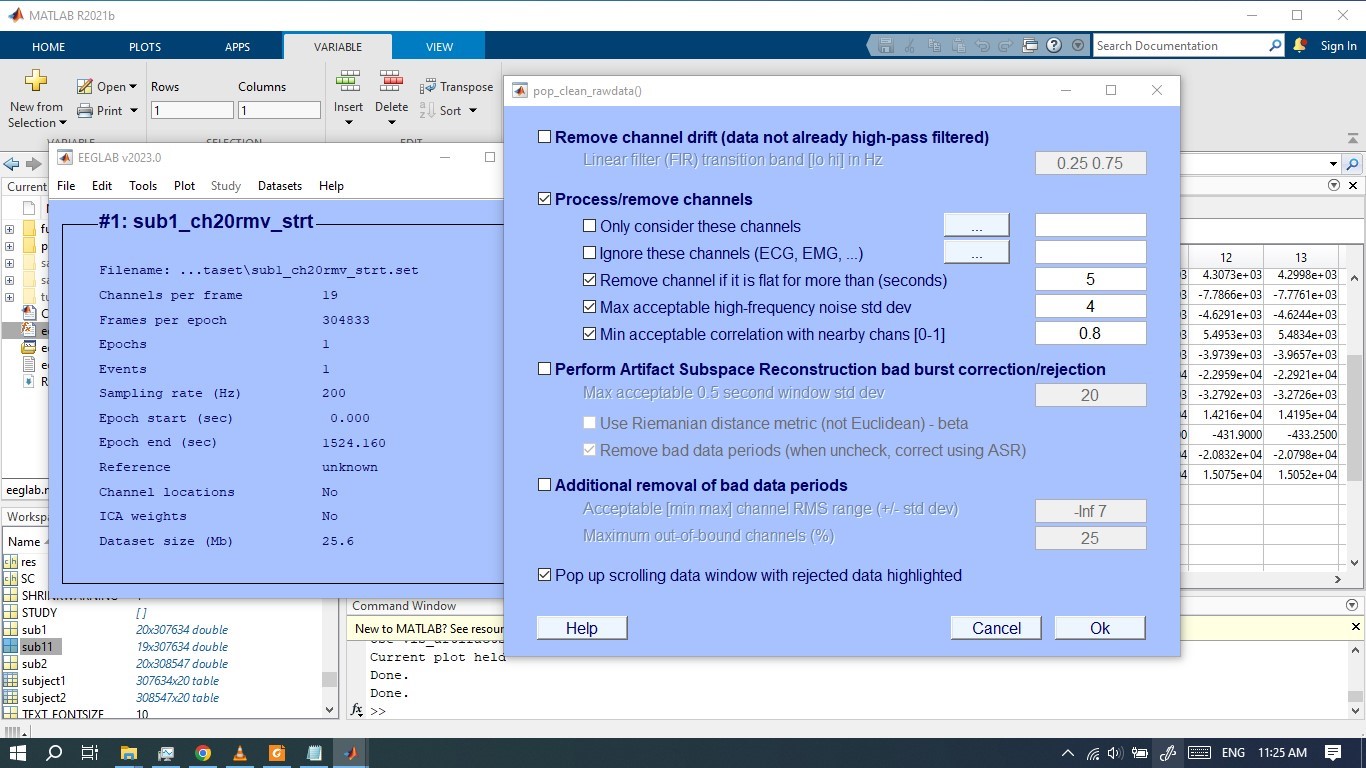 MATLAB R2021b
HOME PLOTS APPS VARIABLE VIEW
Search Documentation
Sign In
New from
Selection
Open
Print
Rows Columns
1 1
Insert
Delete
Transpose
Sort
VARIABLE SELECTION EDIT
EEGLAB v2023.0
File Edit Tools Plot Study Datasets Help
#1: sub1_ch20rmv_strt
Filename: ...taset\sub1_ch20rmv_strt.set
Channels per frame 19
Frames per epoch 304833
Epochs 1
Events 1
Sampling rate (Hz) 200
Epoch start (sec) 0.000
Epoch end (sec) 1524.160
Reference unknown
Channel locations No
ICA weights No
Dataset size (Mb) 25.6
pop_clean_rawdata()
Remove channel drift (data not already high-pass filtered)
Linear filter (FIR) transition band [lo hi] in Hz 0.25 0.75
Process/remove channels
Only consider these channels ...
Ignore these channels (ECG, EMG, ...) ...
Remove channel if it is flat for more than (seconds) 5
Max acceptable high-frequency noise std dev 4
Min acceptable correlation with nearby chans [0-1] 0.8
Perform Artifact Subspace Reconstruction bad burst correction/rejection
Max acceptable 0.5 second window std dev 20
Use Riemanian distance metric (not Euclidean) - beta
Remove bad data periods (when uncheck, correct using ASR)
Additional removal of bad data periods
Acceptable [min max] channel RMS range (+/- std dev) -Inf 7
Maximum out-of-bound channels (%) 25
Pop up scrolling data window with rejected data highlighted
Help Cancel Ok
12 13
03 4.3073e+03 4.2998e+03
03 -7.7866e+03 -7.7761e+03
03 -4.6291e+03 -4.6244e+03
03 5.4953e+03 5.4834e+03
03 -3.9739e+03 -3.9657e+03
03 -2.2959e+03 -2.2921e+03
03 -3.2792e+03 -3.2726e+03
04 1.4216e+04 1.4195e+04
00 -431.9000 -433.2500
04 -2.0832e+04 -2.0798e+04
04 1.5075e+04 1.5052e+04
Current
eeglab.r
Workspa
Name
res
SC
SHRINKWARNING 1
STUDY []
sub1 20x307634 double
sub11 19x307634 double
sub2 20x308547 double
subject1 307634x20 table
subject2 308547x20 table
TEXT_FONTSIZE 10
Command Window
New to MATLAB? See resour
Current plot held
Done.
Done.
fx >>
ENG 11:25 AM